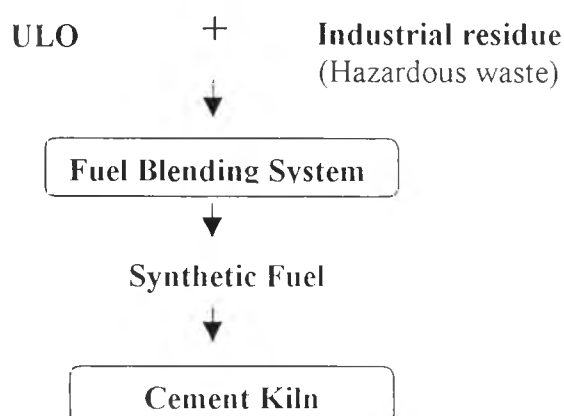 ULO + Industrial residue
(Hazardous waste)
Fuel Blending System
Synthetic Fuel
Cement Kiln